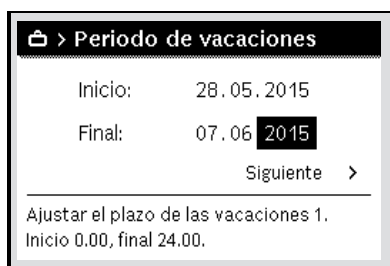 > Periodo de vacaciones
Inicio: 28.05.2015
Final: 07.06 2015
Siguiente >
Ajustar el plazo de las vacaciones 1.
Inicio 0.00, final 24.00.